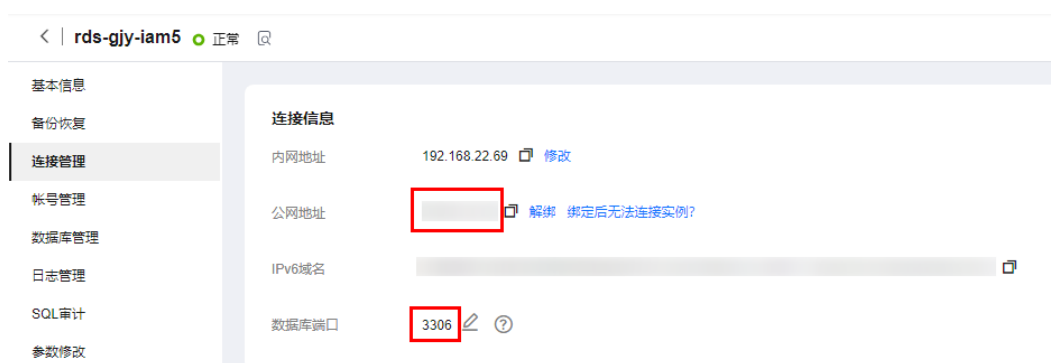 rds-gjy-iam5 正常
基本信息
备份恢复
连接管理
帐号管理
数据库管理
日志管理
SQL审计
参数修改
连接信息
内网地址 192.168.22.69 修改
公网地址 解绑 绑定后无法连接实例?
IPv6域名
数据库端口 3306